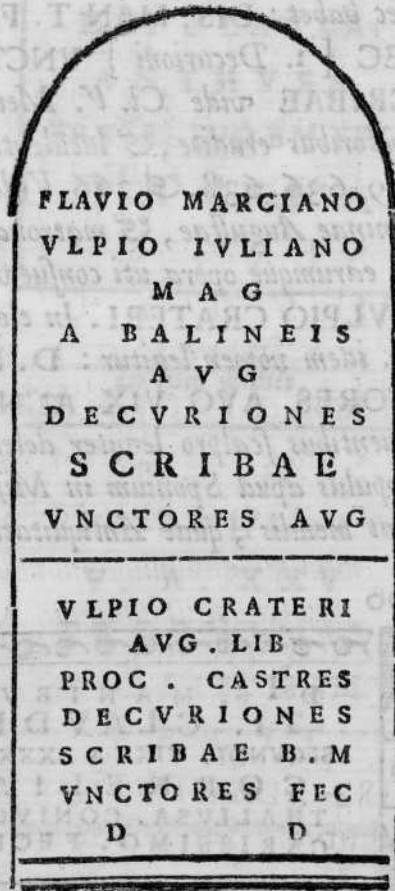 FLAVIO MARCIANO
VLPIO IVLIANO
MAG
A BALINEIS
AVG
DECVRIONES
SCRIBAE
VNCTORES AVG
VLPIO CRATERI
AVG . LIB
PROC . CASTRES
DECVRIONES
SCRIBAE B . M
VNCTORES FEC
D D